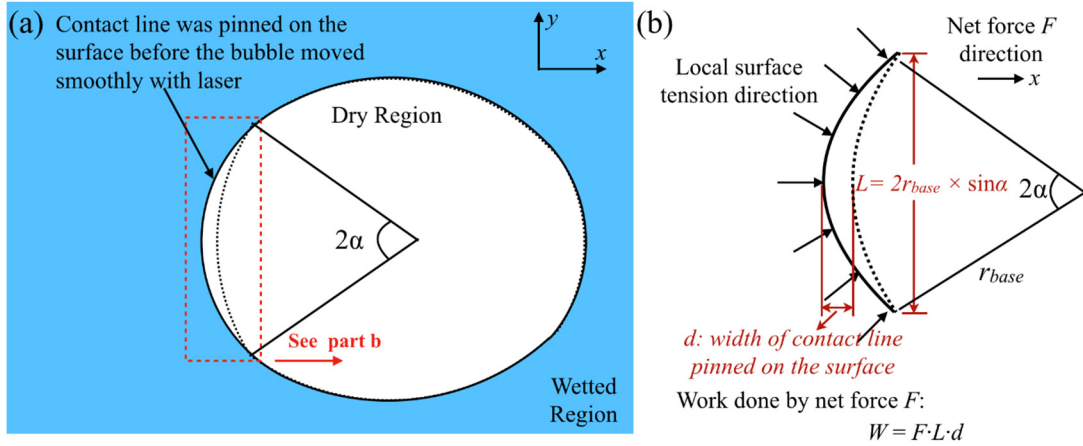 (a) Contact line was pinned on the
surface before the bubble moved
smoothly with laser
y
x
Dry Region
2α
See part b
Wetted
Region
(b)
Net force F
direction
x
Local surface
tension direction
L= 2r_base × sinα
2α
r_base
d: width of contact line
pinned on the surface
Work done by net force F:
W = F·L·d